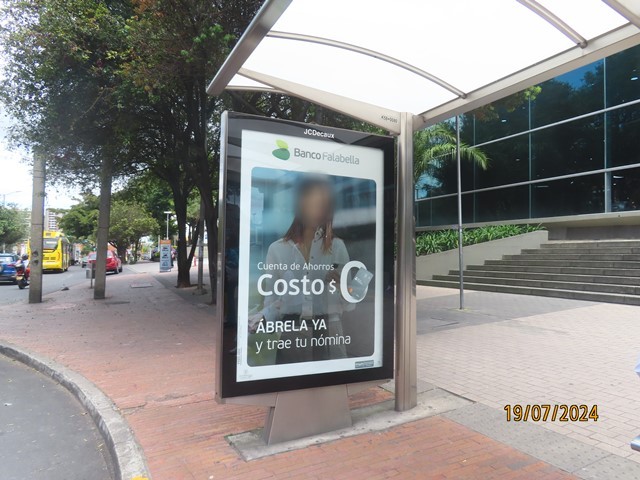 JCDecaux
Banco Falabella
Cuenta de Ahorros
Costo $0
ÁBRELA YA
y trae tu nómina
19/07/2024